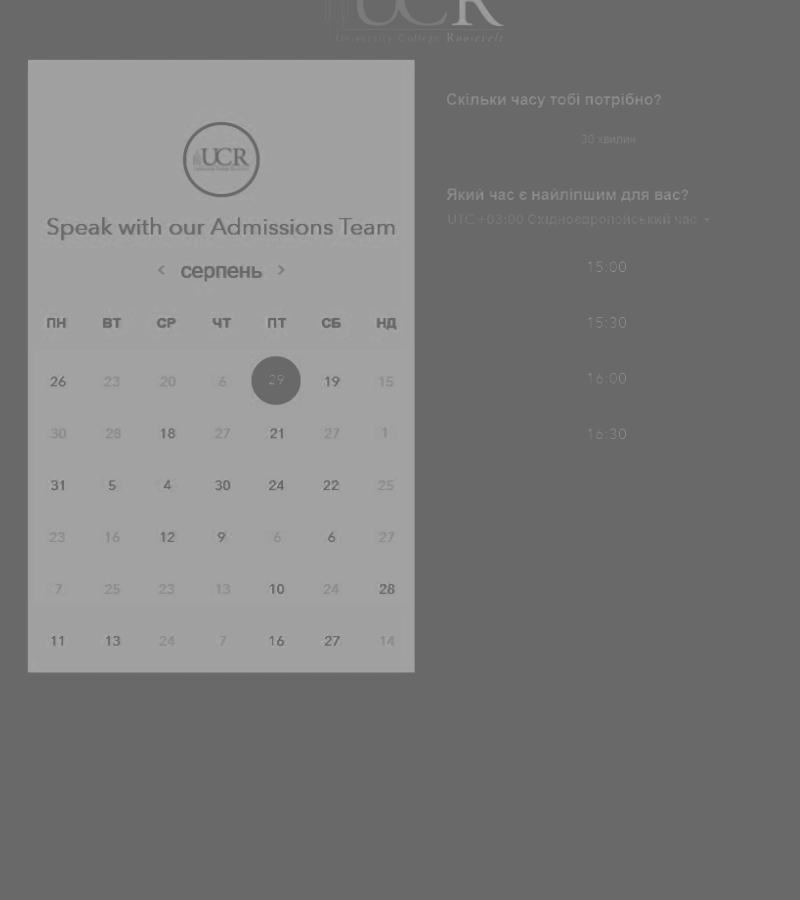 UCR
University College Roosevelt
UCR
Speak with our Admissions Team
серпень
ПН ВТ СР ЧТ ПТ СБ НД
26 23 20 6 29 19 15
30 28 18 27 21 27 1
31 5 4 30 24 22 25
23 16 12 9 6 6 27
7 25 23 13 10 24 28
11 13 24 7 16 27 14
Скільки часу тобі потрібно?
30 хвилин
Який час є найліпшим для вас?
UTC +03:00 Східноєвропейський час
15:00
15:30
16:00
16:30